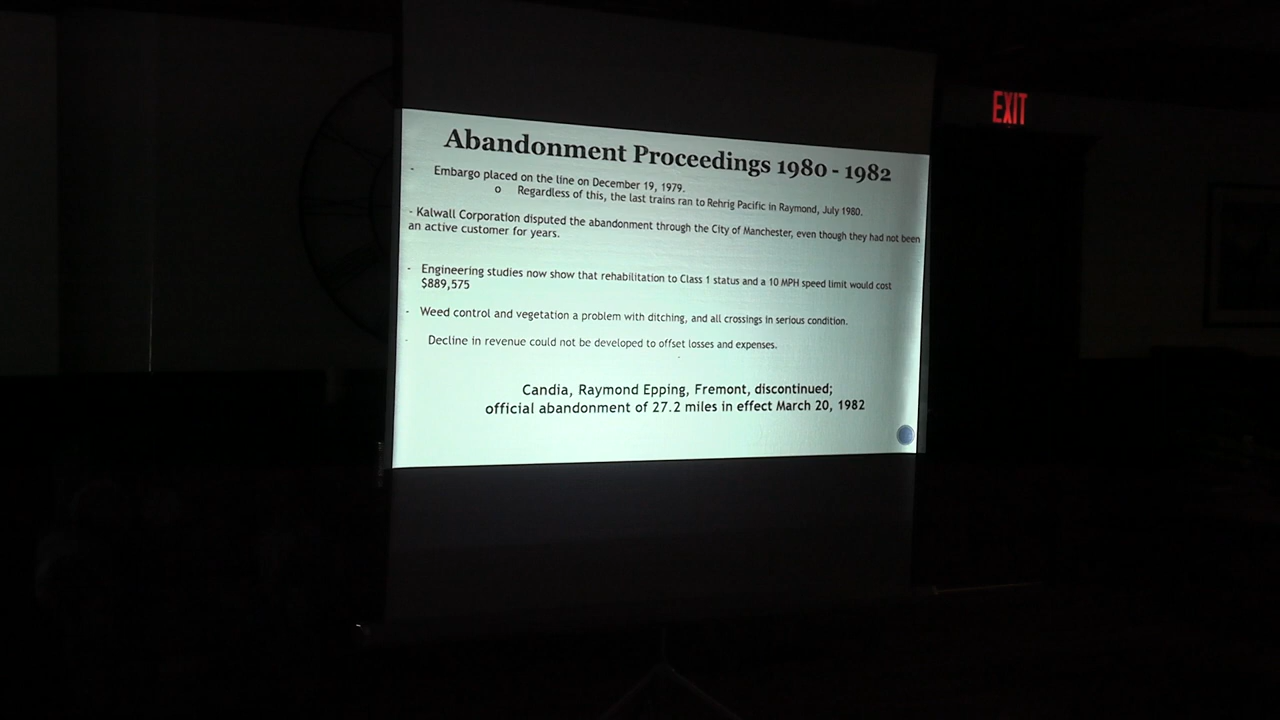 EXIT
Abandonment Proceedings 1980 - 1982
- Embargo placed on the line on December 19, 1979.
o Regardless of this, the last trains ran to Rehrig Pacific in Raymond, July 1980.
- Kalwall Corporation disputed the abandonment through the City of Manchester, even though they had not been
an active customer for years.
- Engineering studies now show that rehabilitation to Class 1 status and a 10 MPH speed limit would cost
$889,575
- Weed control and vegetation a problem with ditching, and all crossings in serious condition.
- Decline in revenue could not be developed to offset losses and expenses.
Candia, Raymond Epping, Fremont, discontinued;
official abandonment of 27.2 miles in effect March 20, 1982